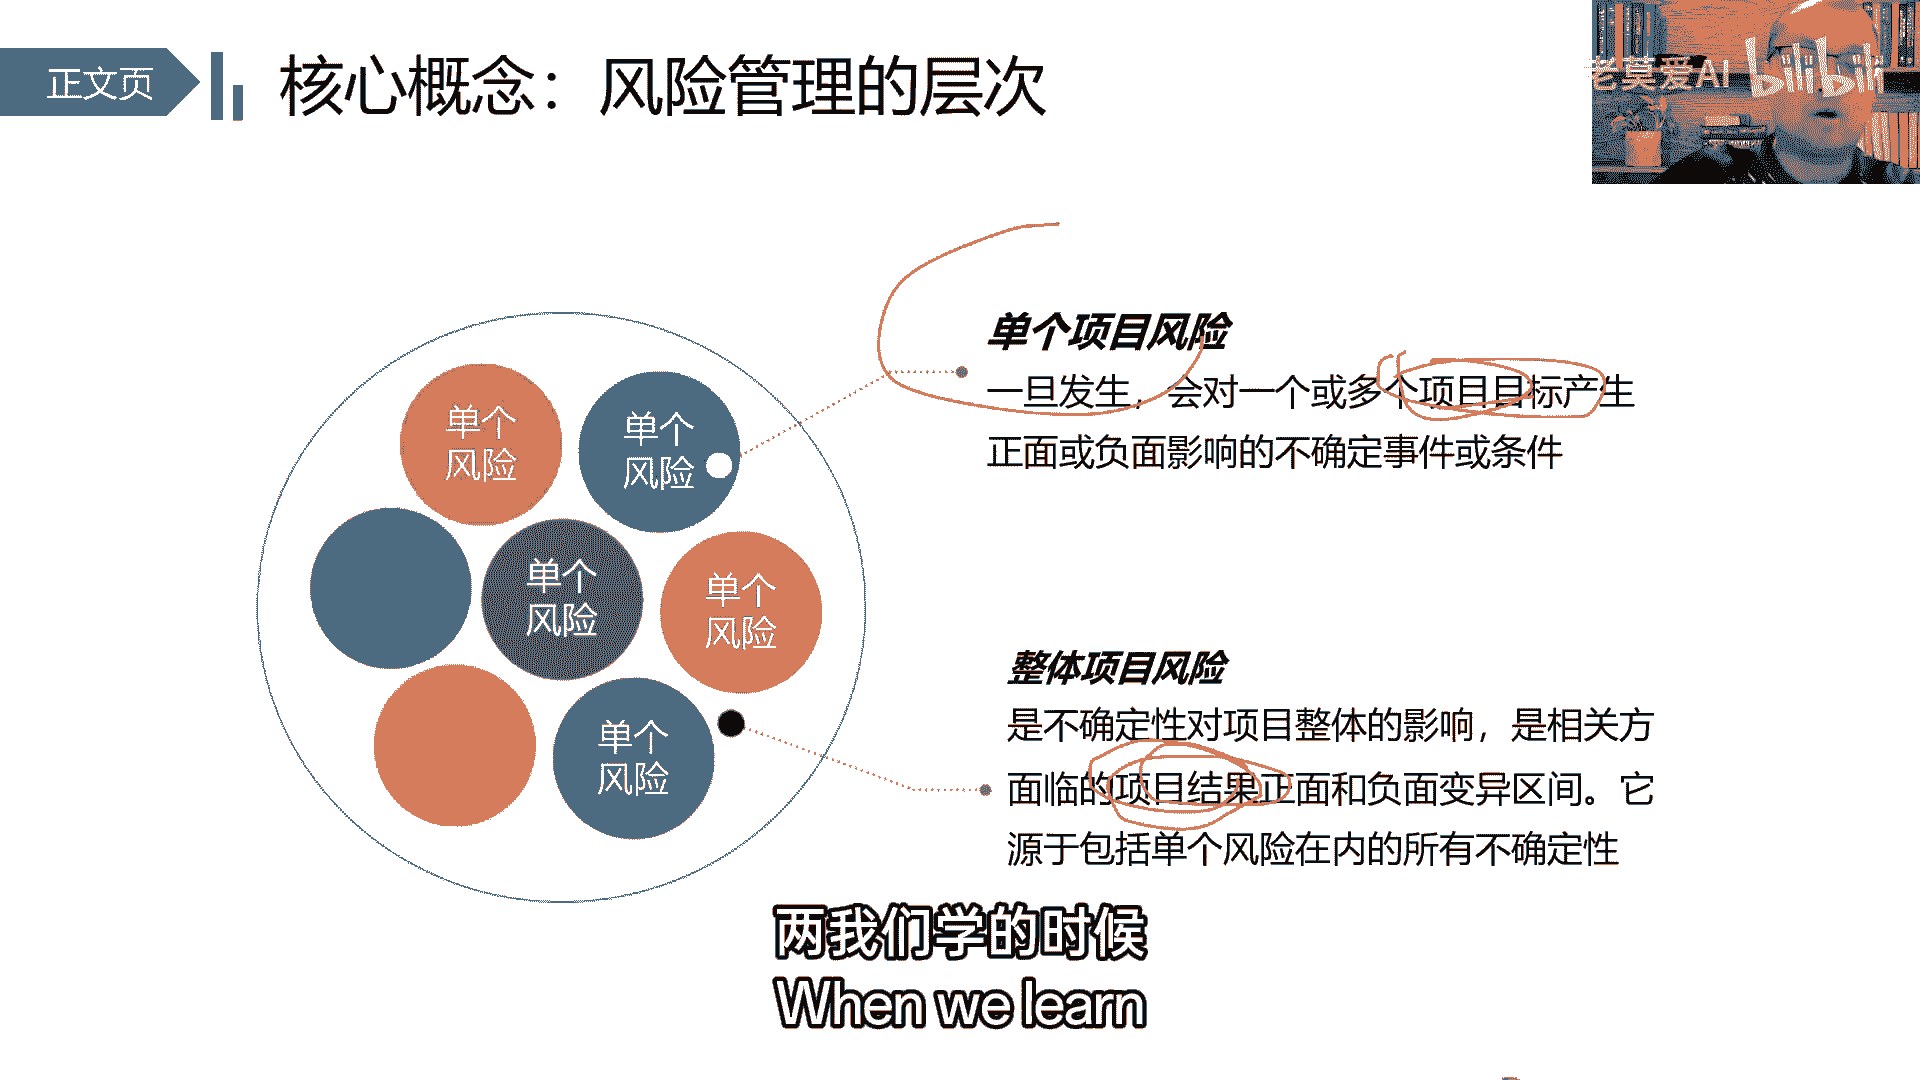 正文页
核心概念：风险管理的层次
老莫爱AI
bilibili
单个项目风险
一旦发生，会对一个或多个项目目标产生
正面或负面影响的不确定事件或条件
单个
风险
单个
风险
单个
风险
单个
风险
单个
风险
整体项目风险
是不确定性对项目整体的影响，是相关方
面临的项目结果正面和负面变异区间。它
源于包括单个风险在内的所有不确定性
两我们学的时候
When we learn